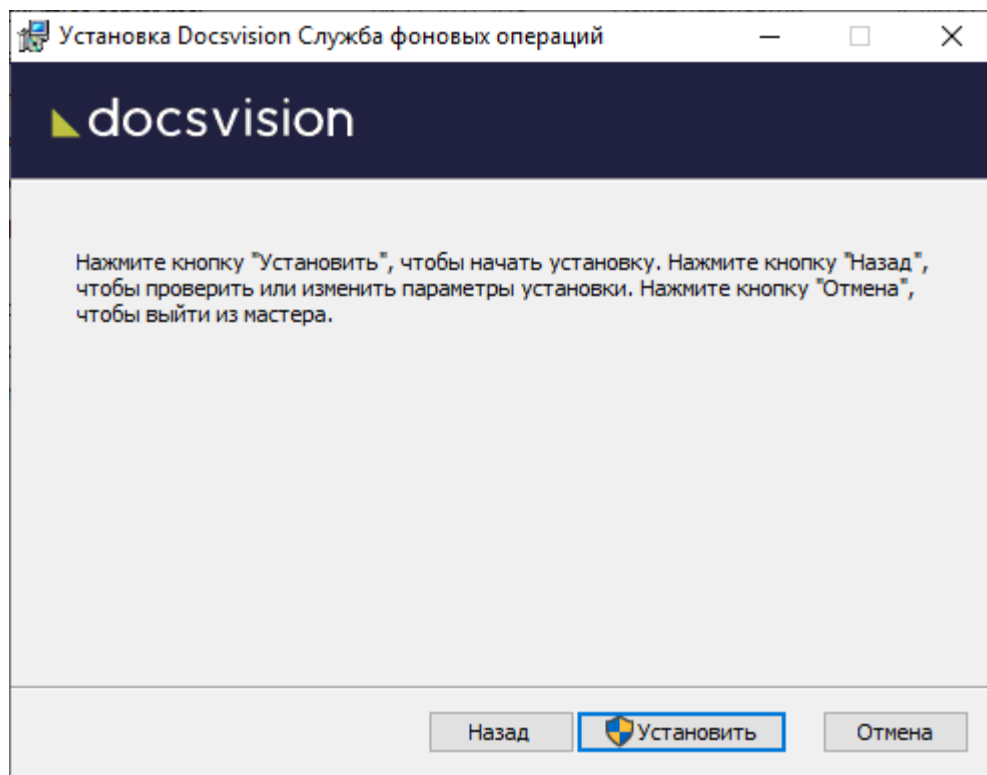 Установка Docsvision Служба фоновых операций
docsvision
Нажмите кнопку "Установить", чтобы начать установку. Нажмите кнопку "Назад",
чтобы проверить или изменить параметры установки. Нажмите кнопку "Отмена",
чтобы выйти из мастера.
Назад
Установить
Отмена